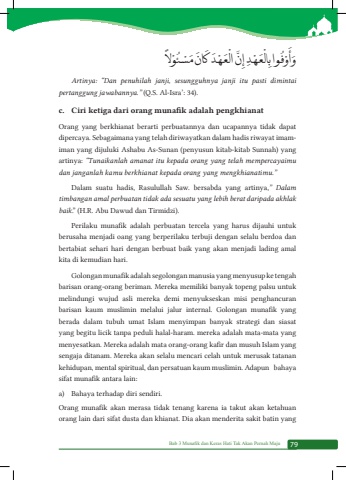 وَأَوْفُوا بِالْعَهْدِ إِنَّ الْعَهْدَ كَانَ مَسْـُٔوْلًا
Artinya: "Dan penuhilah janji, sesungguhnya janji itu pasti dimintai
pertanggung jawabannya." (Q.S. Al-Isra': 34).
c. Ciri ketiga dari orang munafik adalah pengkhianat
Orang yang berkhianat berarti perbuatannya dan ucapannya tidak dapat
dipercaya. Sebagaimana yang telah diriwayatkan dalam hadis riwayat imam-
iman yang dijuluki Ashabu As-Sunan (penyusun kitab-kitab Sunnah) yang
artinya: "Tunaikanlah amanat itu kepada orang yang telah mempercayaimu
dan janganlah kamu berkhianat kepada orang yang mengkhianatimu."
Dalam suatu hadis, Rasulullah Saw. bersabda yang artinya," Dalam
timbangan amal perbuatan tidak ada sesuatu yang lebih berat daripada akhlak
baik." (H.R. Abu Dawud dan Tirmidzi).
Perilaku munafik adalah perbuatan tercela yang harus dijauhi untuk
berusaha menjadi oang yang berperilaku terbuji dengan selalu berdoa dan
bertabiat sehari hari dengan berbuat baik yang akan menjadi lading amal
kita di kemudian hari.
Golongan munafik adalah segolongan manusia yang menyusup ke tengah
barisan orang-orang beriman. Mereka memiliki banyak topeng palsu untuk
melindungi wujud asli mereka demi menyukseskan misi penghancuran
barisan kaum muslimin melalui jalur internal. Golongan munafik yang
berada dalam tubuh umat Islam menyimpan banyak strategi dan siasat
yang begitu licik tanpa peduli halal-haram. mereka adalah mata-mata yang
menyesatkan. Mereka adalah mata orang-orang kafir dan musuh Islam yang
sengaja ditanam. Mereka akan selalu mencari celah untuk merusak tatanan
kehidupan, mental spiritual, dan persatuan kaum muslimin. Adapun bahaya
sifat munafik antara lain:
a) Bahaya terhadap diri sendiri.
Orang munafik akan merasa tidak tenang karena ia takut akan ketahuan
orang lain dari sifat dusta dan khianat. Dia akan menderita sakit batin yang
Bab 3 Munafik dan Keras Hati Tak Akan Pernah Maju 79